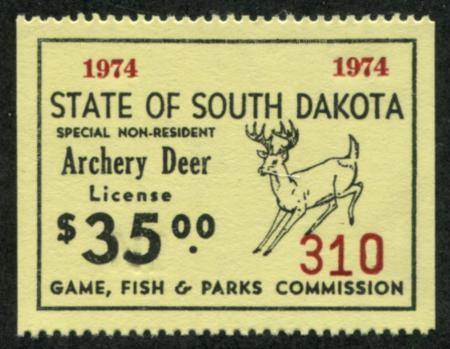 1974 1974
STATE OF SOUTH DAKOTA
SPECIAL NON-RESIDENT
Archery Deer
License
$35.00.
310
GAME, FISH & PARKS COMMISSION